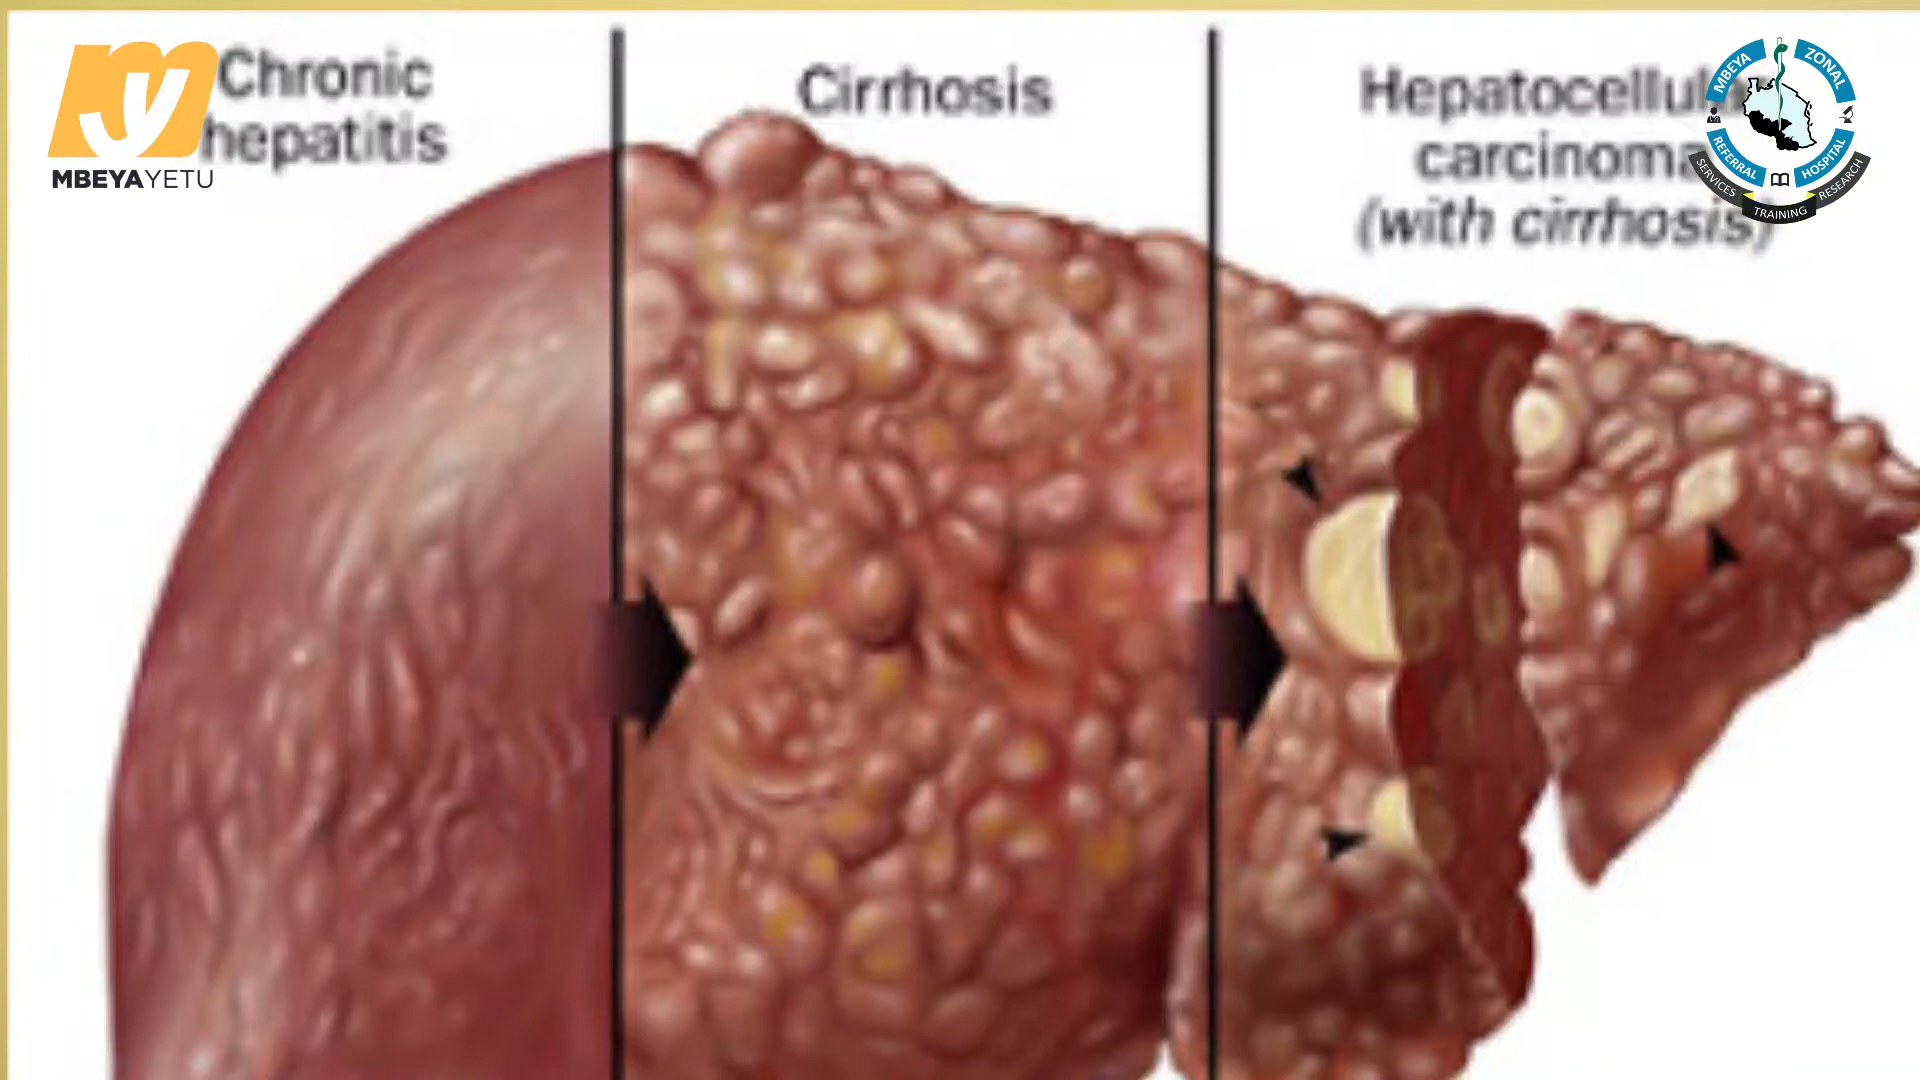 MBEYAYETU
Chronic
hepatitis
Cirrhosis
carcinoma
(with cirrhosis)
MBEYA ZONAL
REFERRAL HOSPITAL
SERVICES TRAINING RESEARCH